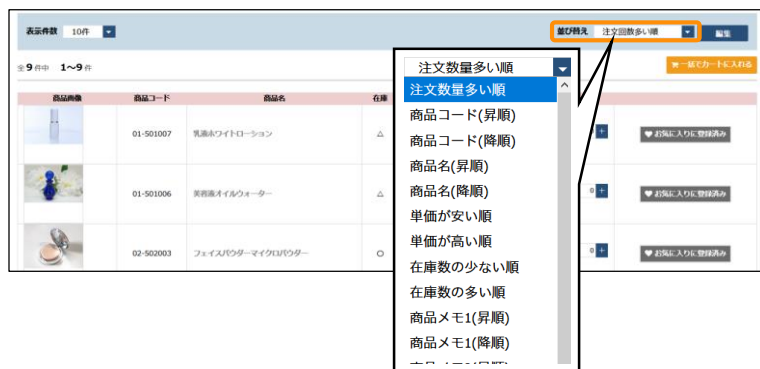 表示件数 10件
並び替え 注文回数多い順 編集
全9件中 1～9件
一括でカートに入れる
商品画像 商品コード 商品名 在庫
01-501007 乳液ホワイトローション △ 0 + お気に入りに登録済み
01-501006 美容液オイルウォーター △ 0 + お気に入りに登録済み
02-502003 フェイスパウダーマイクロパウダー ○ 0 + お気に入りに登録済み
注文数量多い順
注文数量多い順
商品コード(昇順)
商品コード(降順)
商品名(昇順)
商品名(降順)
単価が安い順
単価が高い順
在庫数の少ない順
在庫数の多い順
商品メモ1(昇順)
商品メモ1(降順)